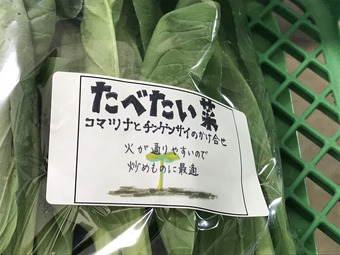 たべたい菜
コマツナとチンゲンサイのかけ合せ
火が通りやすいので
炒めものに最適